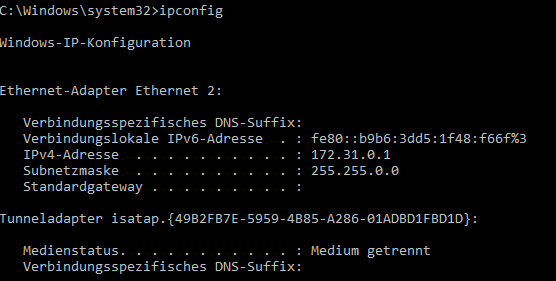 C:\Windows\system32>ipconfig
Windows-IP-Konfiguration
Ethernet-Adapter Ethernet 2:
Verbindungsspezifisches DNS-Suffix:
Verbindungslokale IPv6-Adresse  . : fe80::b9b6:3dd5:1f48:f66f%3
IPv4-Adresse  . . . . . . . . . . : 172.31.0.1
Subnetzmaske  . . . . . . . . . . : 255.255.0.0
Standardgateway . . . . . . . . . :
Tunneladapter isatap.{49B2FB7E-5959-4B85-A286-01ADBD1FBD1D}:
Medienstatus. . . . . . . . . . . : Medium getrennt
Verbindungsspezifisches DNS-Suffix: